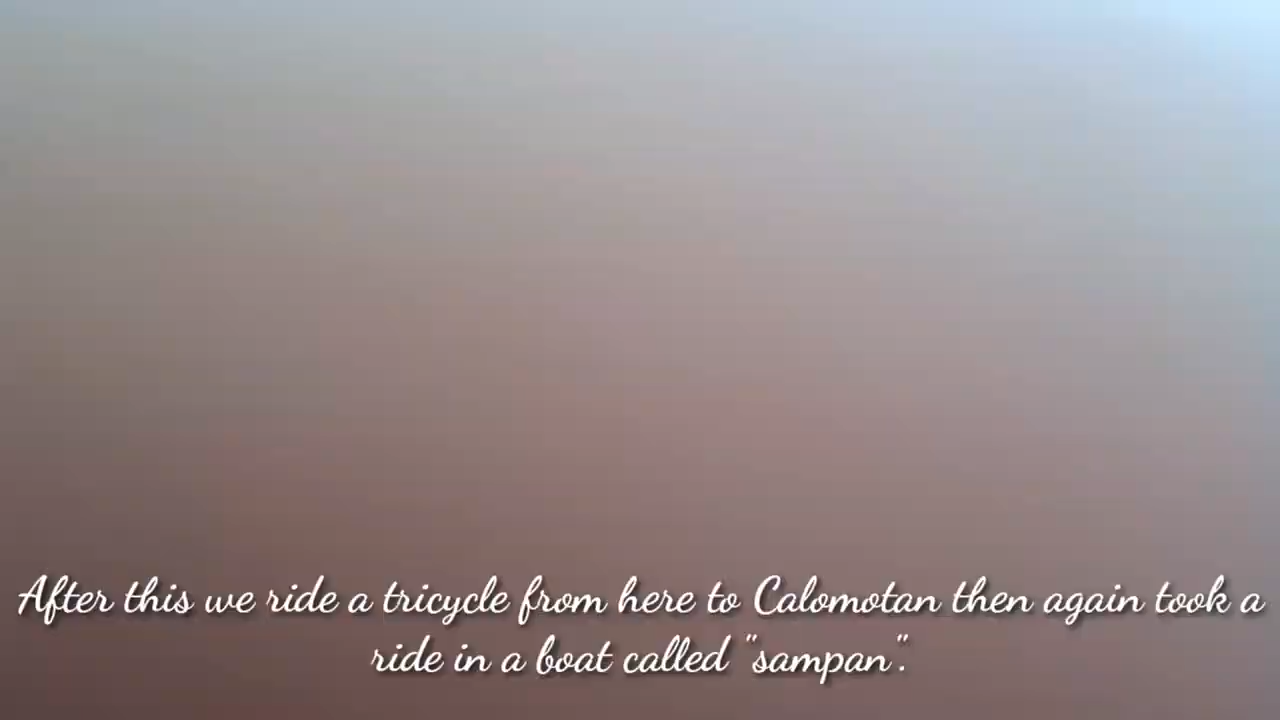 After this we ride a tricycle from here to Calomotan then again took a
ride in a boat called "sampan".